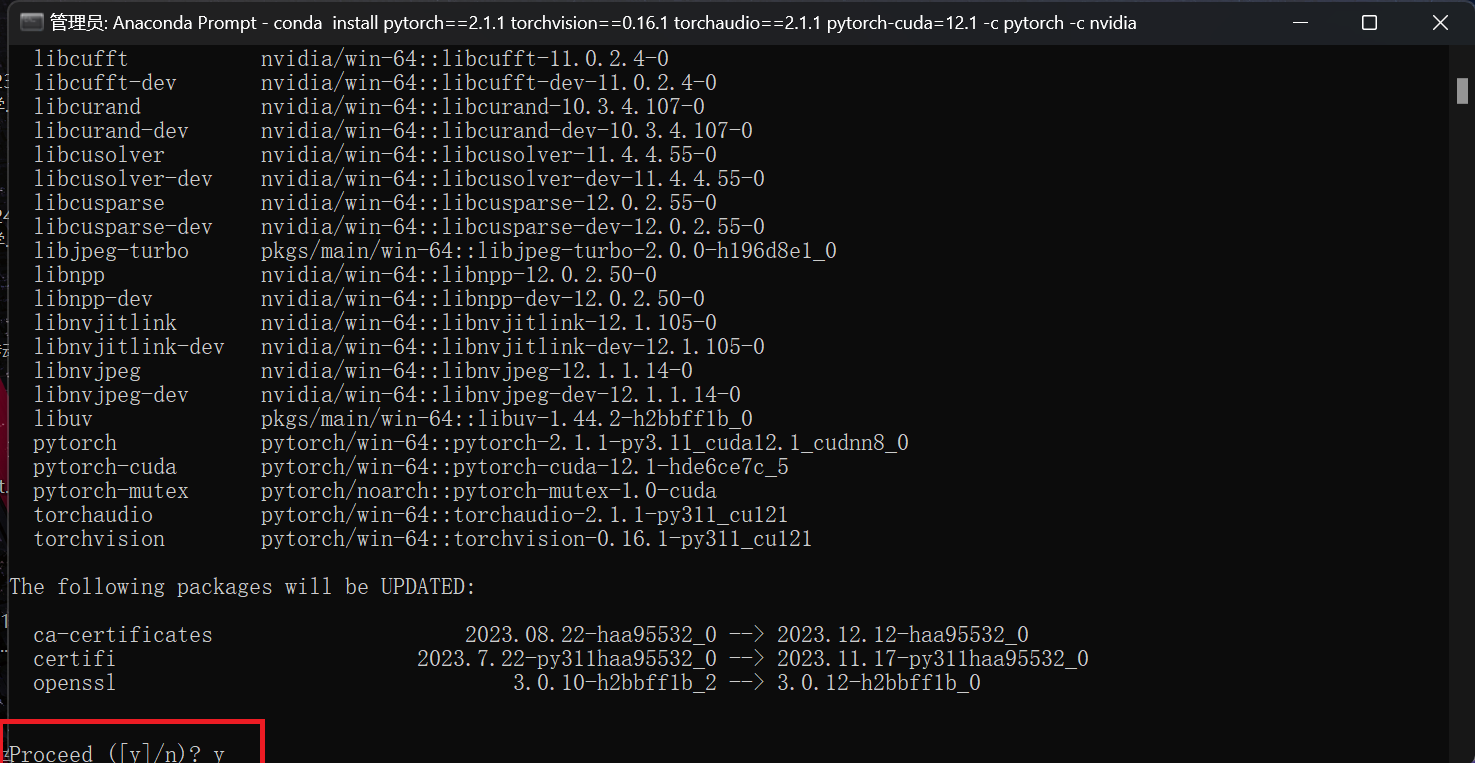 管理员: Anaconda Prompt - conda  install pytorch==2.1.1 torchvision==0.16.1 torchaudio==2.1.1 pytorch-cuda=12.1 -c pytorch -c nvidia
libcufft nvidia/win-64::libcufft-11.0.2.4-0
libcufft-dev nvidia/win-64::libcufft-dev-11.0.2.4-0
libcurand nvidia/win-64::libcurand-10.3.4.107-0
libcurand-dev nvidia/win-64::libcurand-dev-10.3.4.107-0
libcusolver nvidia/win-64::libcusolver-11.4.4.55-0
libcusolver-dev nvidia/win-64::libcusolver-dev-11.4.4.55-0
libcusparse nvidia/win-64::libcusparse-12.0.2.55-0
libcusparse-dev nvidia/win-64::libcusparse-dev-12.0.2.55-0
libjpeg-turbo pkgs/main/win-64::libjpeg-turbo-2.0.0-h196d8e1_0
libnpp nvidia/win-64::libnpp-12.0.2.50-0
libnpp-dev nvidia/win-64::libnpp-dev-12.0.2.50-0
libnvjitlink nvidia/win-64::libnvjitlink-12.1.105-0
libnvjitlink-dev nvidia/win-64::libnvjitlink-dev-12.1.105-0
libnvjpeg nvidia/win-64::libnvjpeg-12.1.1.14-0
libnvjpeg-dev nvidia/win-64::libnvjpeg-dev-12.1.1.14-0
libuv pkgs/main/win-64::libuv-1.44.2-h2bbff1b_0
pytorch pytorch/win-64::pytorch-2.1.1-py3.11_cuda12.1_cudnn8_0
pytorch-cuda pytorch/win-64::pytorch-cuda-12.1-hde6ce7c_5
pytorch-mutex pytorch/noarch::pytorch-mutex-1.0-cuda
torchaudio pytorch/win-64::torchaudio-2.1.1-py311_cu121
torchvision pytorch/win-64::torchvision-0.16.1-py311_cu121
The following packages will be UPDATED:
ca-certificates 2023.08.22-haa95532_0 --> 2023.12.12-haa95532_0
certifi 2023.7.22-py311haa95532_0 --> 2023.11.17-py311haa95532_0
openssl 3.0.10-h2bbff1b_2 --> 3.0.12-h2bbff1b_0
Proceed ([y]/n)? y